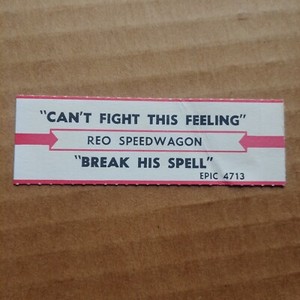 "CAN'T FIGHT THIS FEELING"
REO SPEEDWAGON
"BREAK HIS SPELL"
EPIC 4713